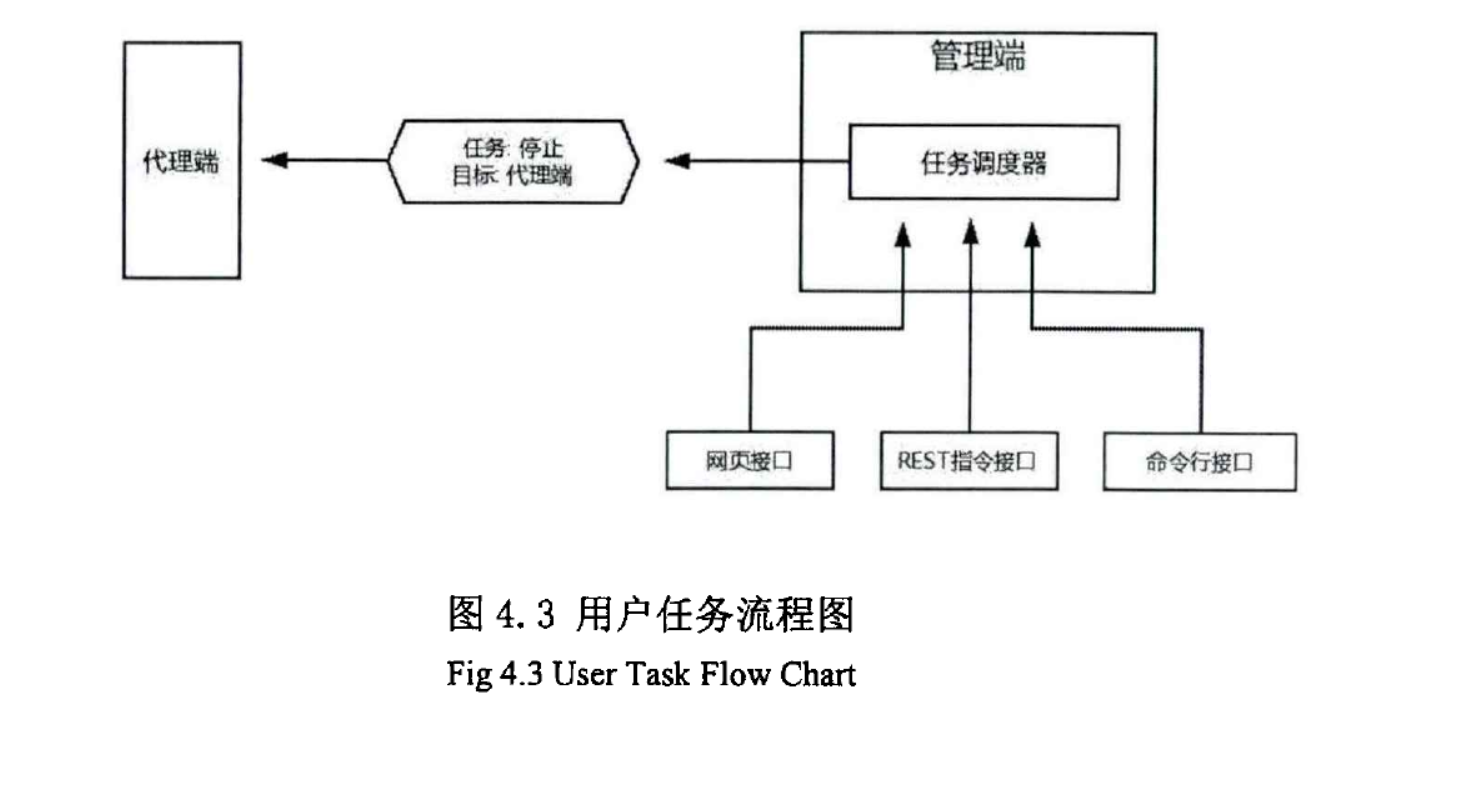 管理端
代理端
任务: 停止
目标: 代理端
任务调度器
网页接口
REST指令接口
命令行接口
图 4.3 用户任务流程图
Fig 4.3 User Task Flow Chart